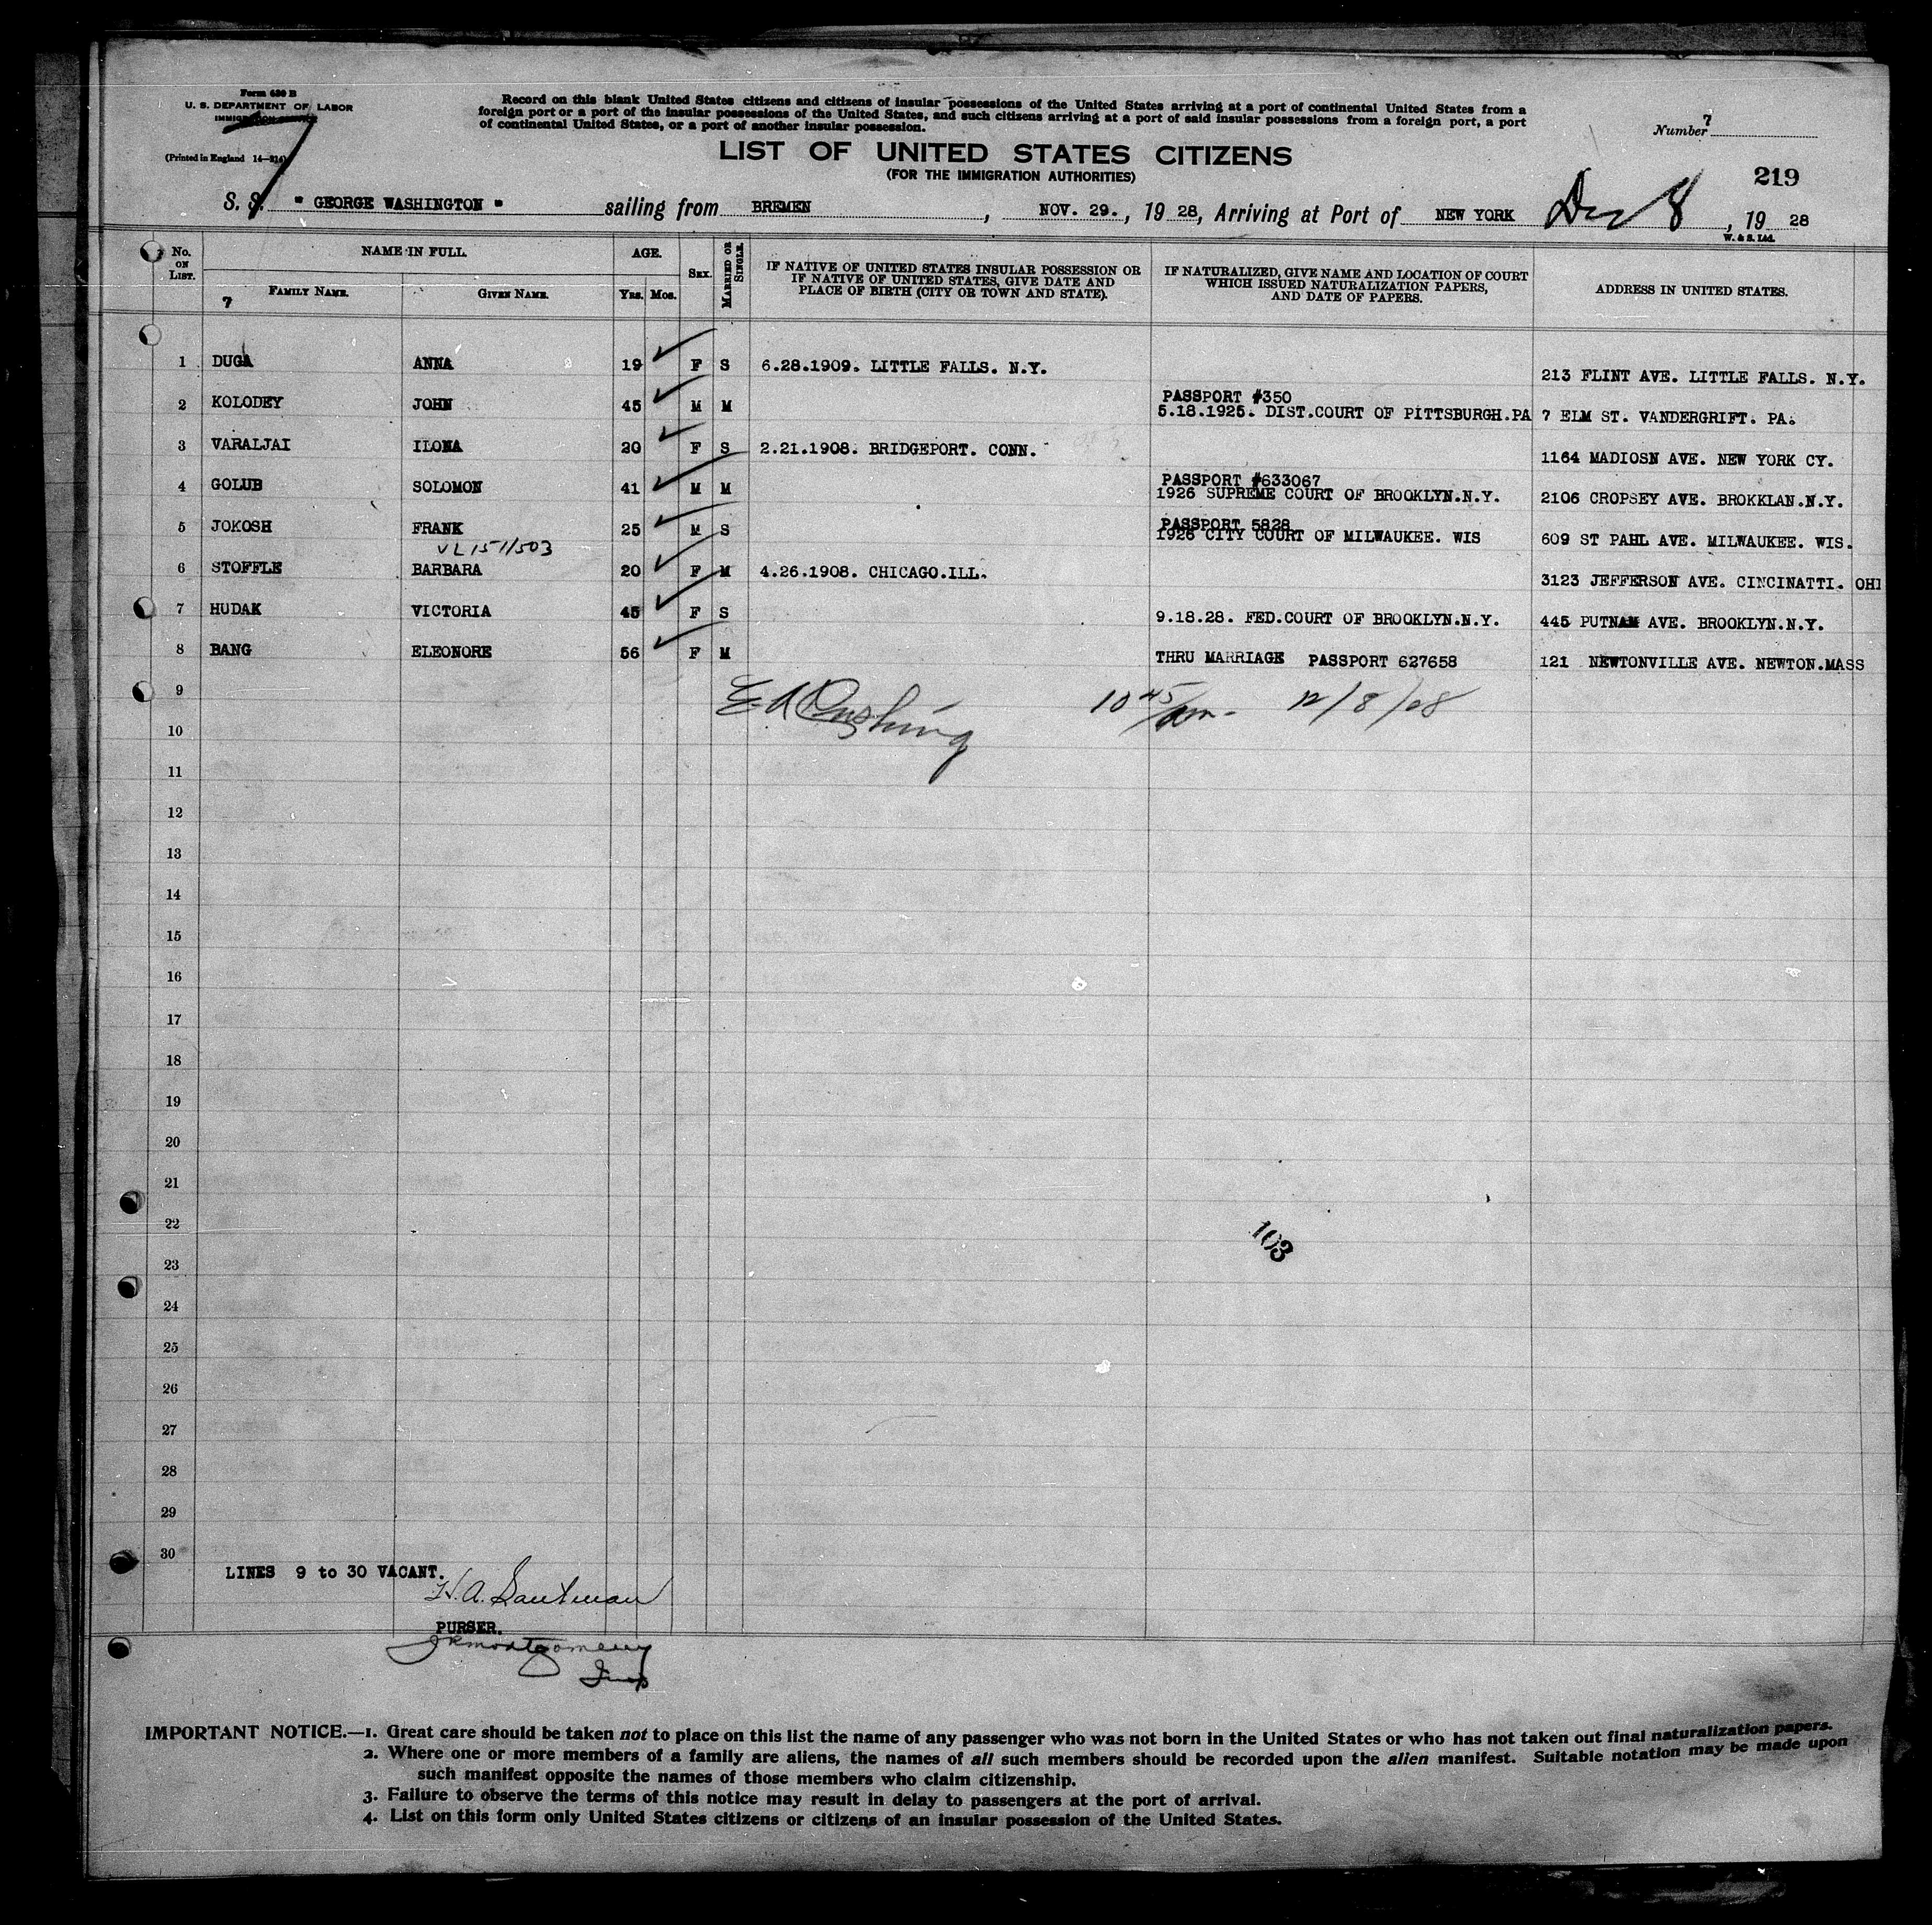 Form 630 B
U. S. DEPARTMENT OF LABOR
IMMIGRATION SERVICE
(Printed in England 14—214)
Record on this blank United States citizens and citizens of insular possessions of the United States arriving at a port of continental United States from a
foreign port or a port of the insular possessions of the United States, and such citizens arriving at a port of said insular possessions from a foreign port, a port
of continental United States, or a port of another insular possession.
Number 7
LIST OF UNITED STATES CITIZENS
(FOR THE IMMIGRATION AUTHORITIES)
219
S. S. " GEORGE WASHINGTON " sailing from BREMEN , NOV. 29. , 19 28, Arriving at Port of NEW YORK Dec 8 , 19 28
W. & S. Ltd.
No. ON LIST.
NAME IN FULL.
FAMILY NAME. GIVEN NAME.
7
AGE.
YRS. MOS.
SEX.
MARRIED OR SINGLE.
IF NATIVE OF UNITED STATES INSULAR POSSESSION OR
IF NATIVE OF UNITED STATES, GIVE DATE AND
PLACE OF BIRTH (CITY OR TOWN AND STATE).
IF NATURALIZED, GIVE NAME AND LOCATION OF COURT
WHICH ISSUED NATURALIZATION PAPERS,
AND DATE OF PAPERS.
ADDRESS IN UNITED STATES.
1 DUGA ANNA 19 F S 6.28.1909. LITTLE FALLS. N.Y. 213 FLINT AVE. LITTLE FALLS. N.Y.
PASSPORT #350
2 KOLODEY JOHN 45 M M 5.18.1925. DIST.COURT OF PITTSBURGH.PA 7 ELM ST. VANDERGRIFT. PA.
3 VARALJAI ILONA 20 F S 2.21.1908. BRIDGEPORT. CONN. 1164 MADIOSN AVE. NEW YORK CY.
PASSPORT #633067
4 GOLUB SOLOMON 41 M M 1926 SUPREME COURT OF BROOKLYN.N.Y. 2106 CROPSEY AVE. BROKKLAN.N.Y.
PASSPORT 5828
5 JOKOSH FRANK 25 M S 1926 CITY COURT OF MILWAUKEE. WIS 609 ST PAHL AVE. MILWAUKEE. WIS.
VL 151/503
6 STOFFLE BARBARA 20 F M 4.26.1908. CHICAGO.ILL. 3123 JEFFERSON AVE. CINCINATTI. OHI
7 HUDAK VICTORIA 45 F S 9.18.28. FED.COURT OF BROOKLYN.N.Y. 445 PUTNAM AVE. BROOKLYN.N.Y.
8 BANG ELEONORE 56 F M THRU MARRIAGE PASSPORT 627658 121 NEWTONVILLE AVE. NEWTON.MASS
9 E. A Cushing 10 45/am - 12/8/28
10
11
12
13
14
15
16
17
18
19
20
21
22
103
23
24
25
26
27
28
29
30
LINES 9 to 30 VACANT.
PURSER.
JRMontgomery
Insp
IMPORTANT NOTICE.—1. Great care should be taken not to place on this list the name of any passenger who was not born in the United States or who has not taken out final naturalization papers.
2. Where one or more members of a family are aliens, the names of all such members should be recorded upon the alien manifest. Suitable notation may be made upon
such manifest opposite the names of those members who claim citizenship.
3. Failure to observe the terms of this notice may result in delay to passengers at the port of arrival.
4. List on this form only United States citizens or citizens of an insular possession of the United States.